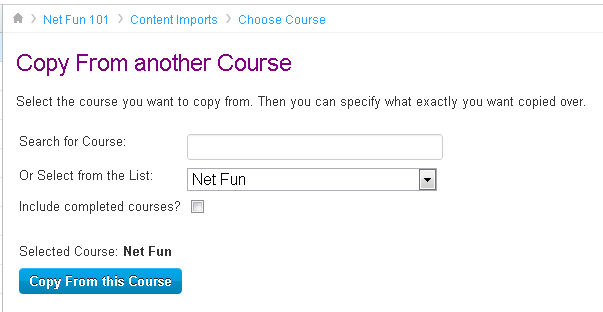 Net Fun 101 > Content Imports > Choose Course
Copy From another Course
Select the course you want to copy from. Then you can specify what exactly you want copied over.
Search for Course:
Or Select from the List: Net Fun
Include completed courses?
Selected Course: Net Fun
Copy From this Course